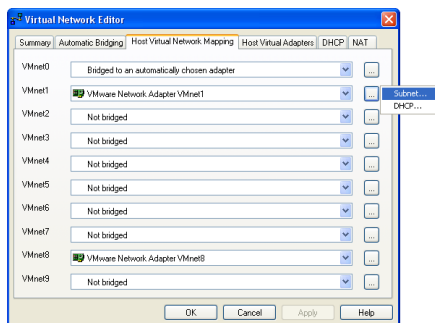 Virtual Network Editor
Summary Automatic Bridging Host Virtual Network Mapping Host Virtual Adapters DHCP NAT
VMnet0 Bridged to an automatically chosen adapter ...
VMnet1 VMware Network Adapter VMnet1 ... Subnet...
DHCP...
VMnet2 Not bridged ...
VMnet3 Not bridged ...
VMnet4 Not bridged ...
VMnet5 Not bridged ...
VMnet6 Not bridged ...
VMnet7 Not bridged ...
VMnet8 VMware Network Adapter VMnet8 ...
VMnet9 Not bridged ...
OK Cancel Apply Help